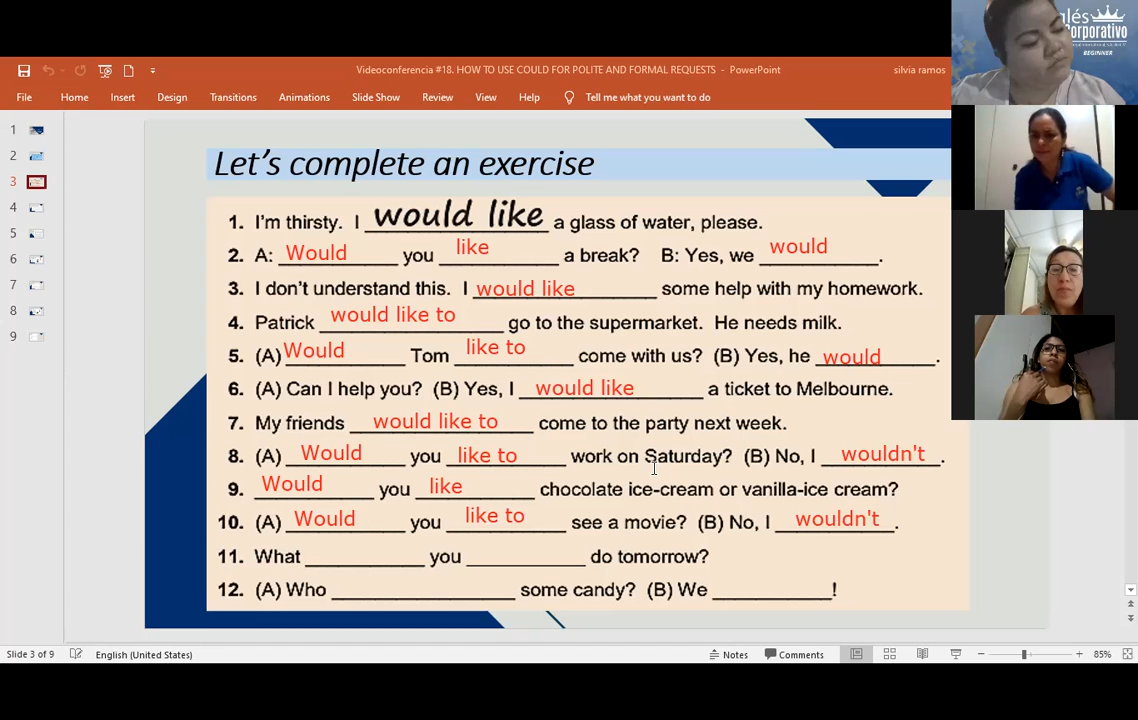 glés
Corporativo
BEGINNER
Videoconferencia #18. HOW TO USE COULD FOR POLITE AND FORMAL REQUESTS - PowerPoint
silvia ramos
File Home Insert Design Transitions Animations Slide Show Review View Help Tell me what you want to do
1
2
3
4
5
6
7
8
9
Let's complete an exercise
1. I'm thirsty. I would like a glass of water, please.
2. A: Would you like a break? B: Yes, we would.
3. I don't understand this. I would like some help with my homework.
4. Patrick would like to go to the supermarket. He needs milk.
5. (A) Would Tom like to come with us? (B) Yes, he would.
6. (A) Can I help you? (B) Yes, I would like a ticket to Melbourne.
7. My friends would like to come to the party next week.
8. (A) Would you like to work on Saturday? (B) No, I wouldn't.
9. Would you like chocolate ice-cream or vanilla-ice cream?
10. (A) Would you like to see a movie? (B) No, I wouldn't.
11. What ____________ you ____________ do tomorrow?
12. (A) Who __________________ some candy? (B) We ____________!
Slide 3 of 9 English (United States) Notes Comments 85%